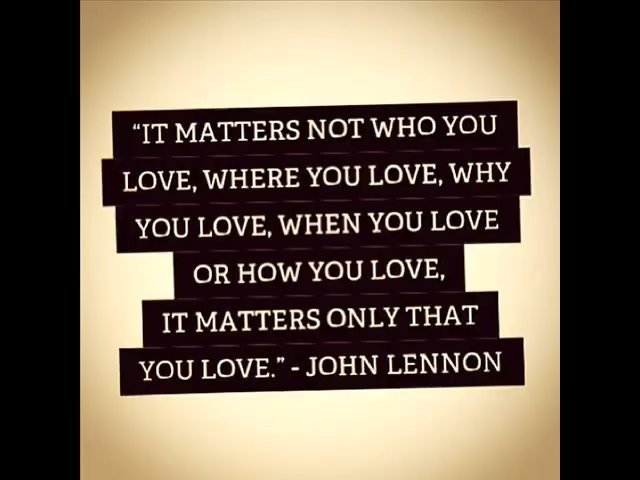 “IT MATTERS NOT WHO YOU
LOVE, WHERE YOU LOVE, WHY
YOU LOVE, WHEN YOU LOVE
OR HOW YOU LOVE,
IT MATTERS ONLY THAT
YOU LOVE.” - JOHN LENNON